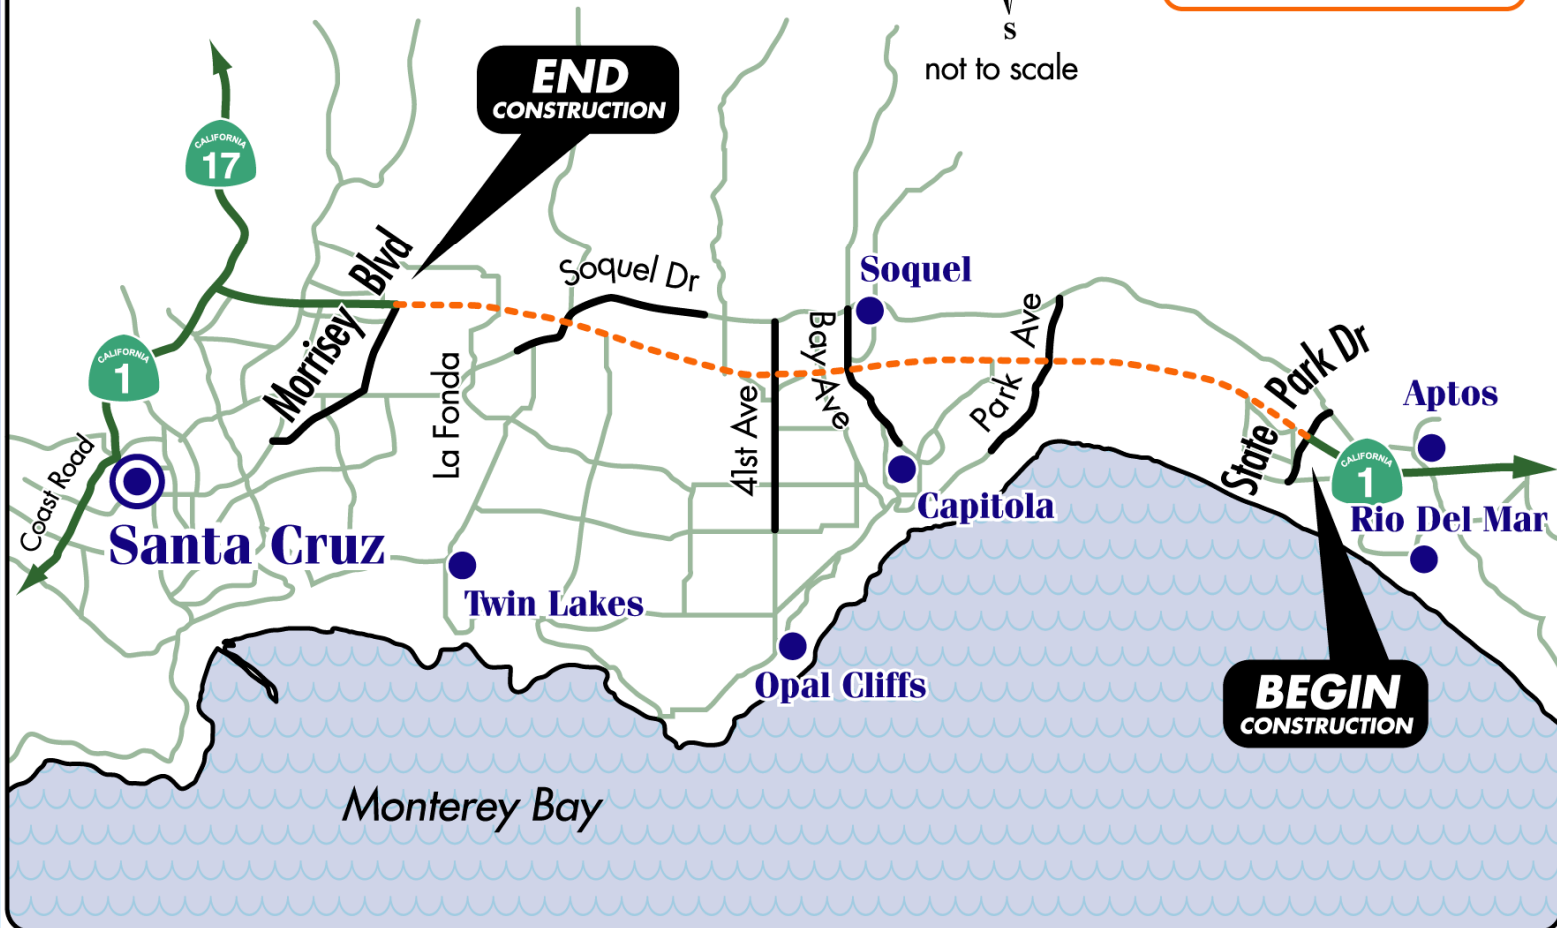 S
not to scale
END
CONSTRUCTION
CALIFORNIA
17
Morrisey Blvd
Soquel Dr
Soquel
Bay Ave
Park Ave
State Park Dr
CALIFORNIA
1
La Fonda
41st Ave
Aptos
Coast Road
CALIFORNIA
1
Capitola
Rio Del Mar
Santa Cruz
Twin Lakes
Opal Cliffs
BEGIN
CONSTRUCTION
Monterey Bay